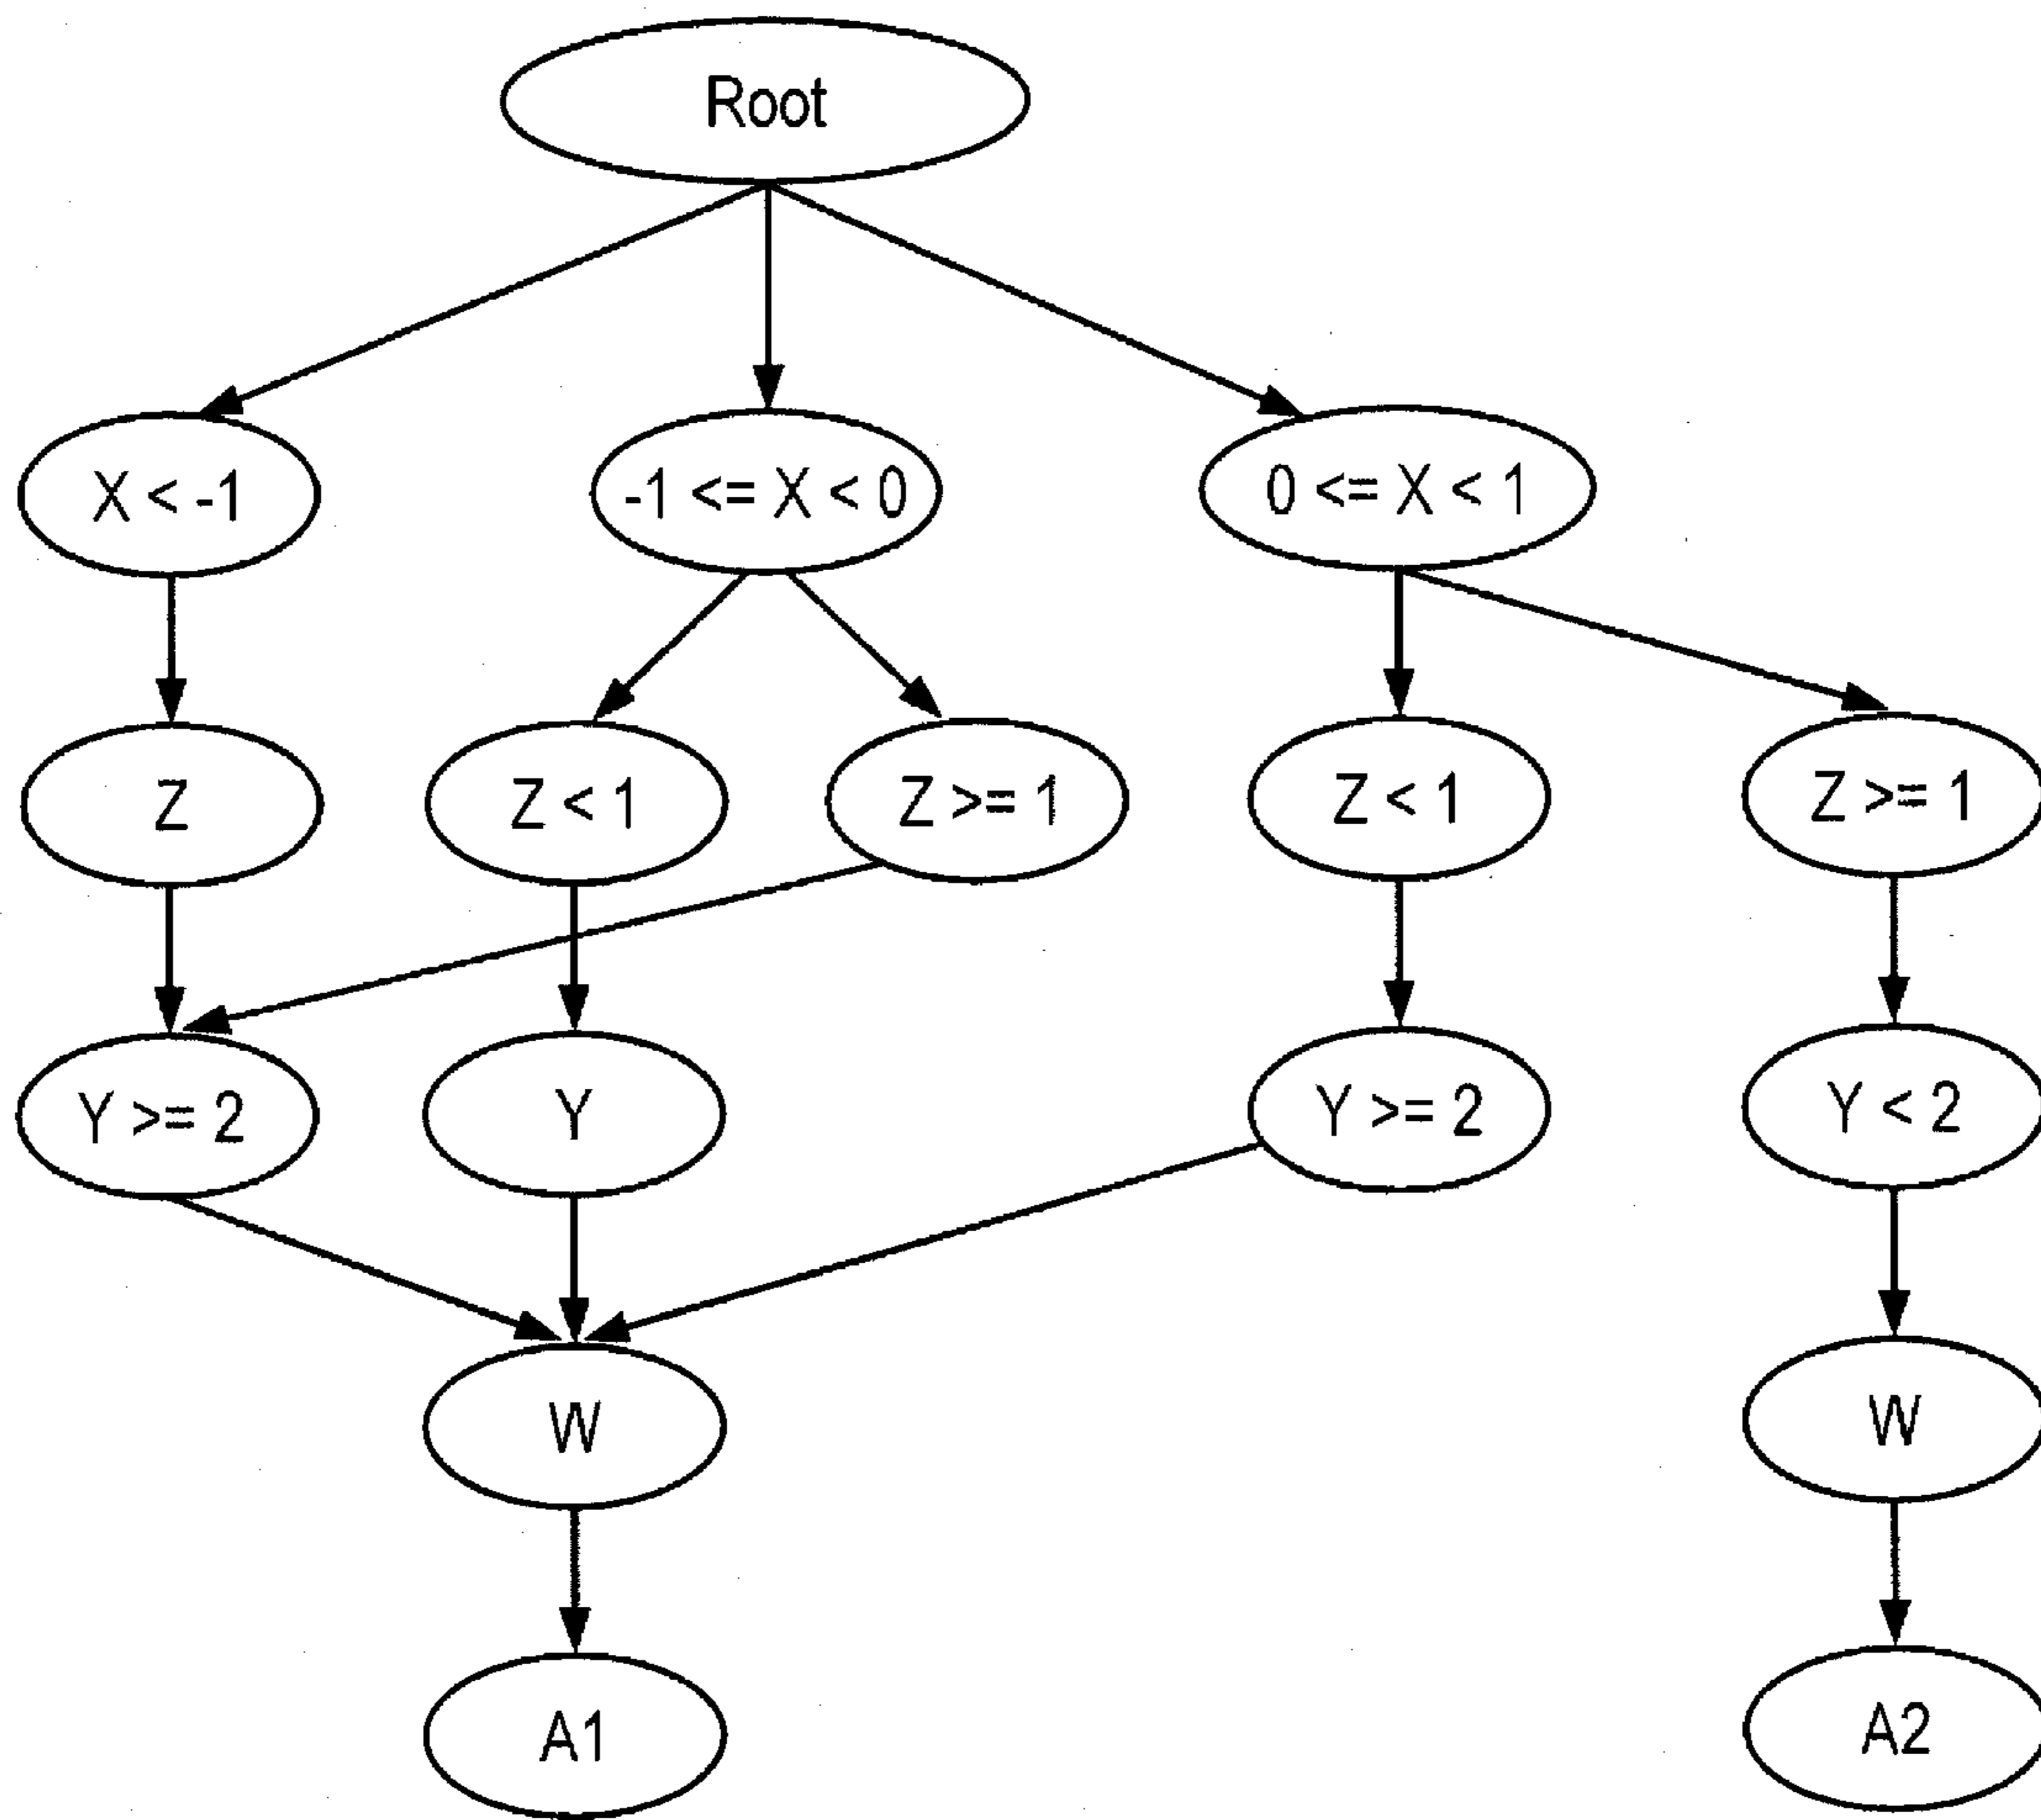 Root
X < -1
-1 <= X < 0
0 <= X < 1
Z
Z < 1
Z >= 1
Z < 1
Z >= 1
Y >= 2
Y
Y >= 2
Y < 2
W
W
A1
A2